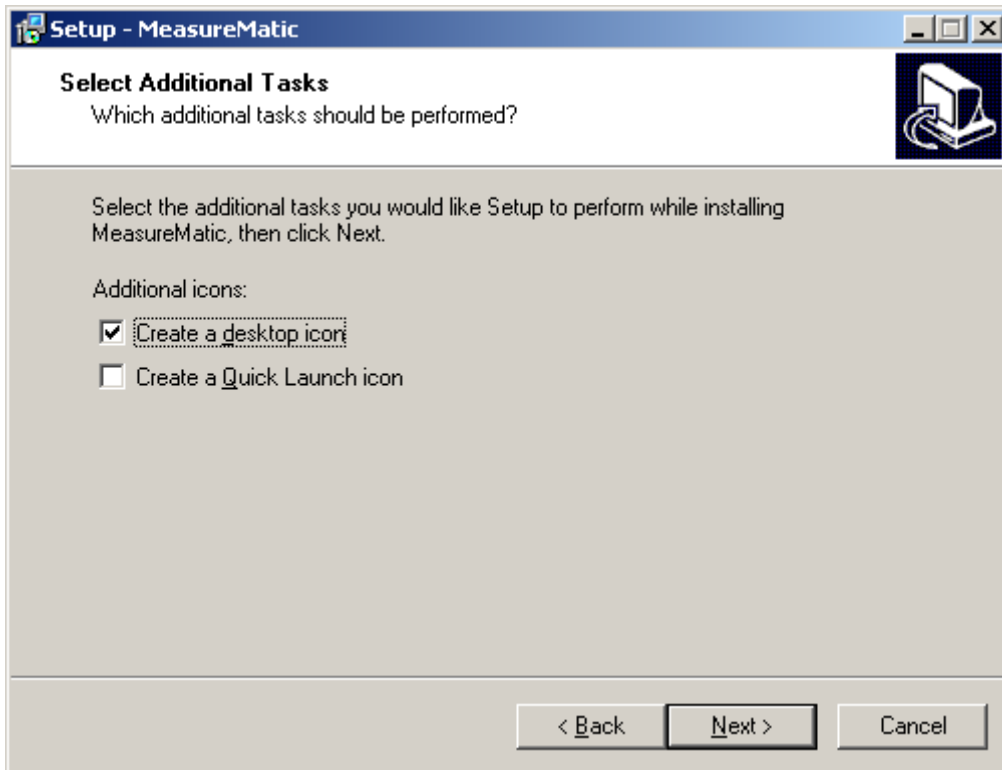 Setup - MeasureMatic
Select Additional Tasks
Which additional tasks should be performed?
Select the additional tasks you would like Setup to perform while installing
MeasureMatic, then click Next.
Additional icons:
Create a desktop icon
Create a Quick Launch icon
< Back
Next >
Cancel